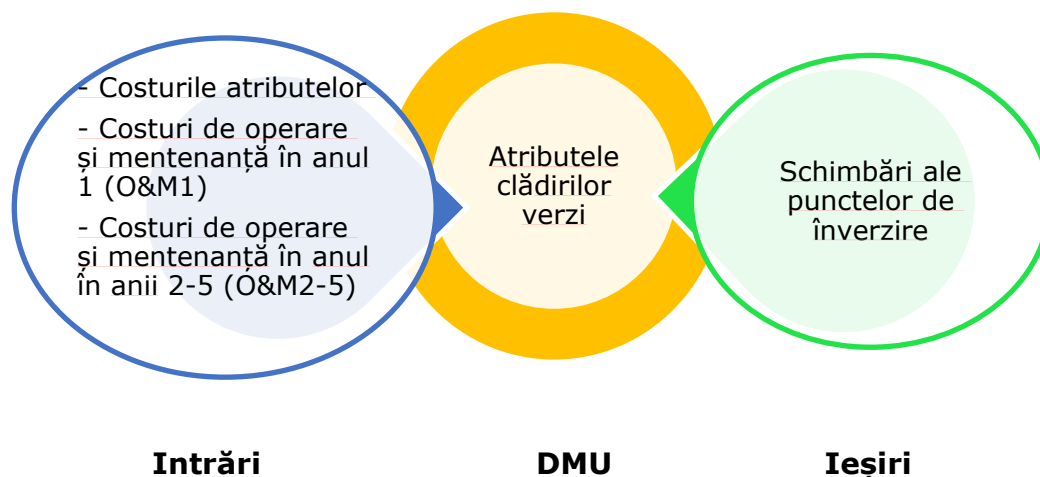 - Costurile atributelor
- Costuri de operare
și mentenanță în anul
1 (O&M1)
- Costuri de operare
și mentenanță în anul
în anii 2-5 (O&M2-5)
Atributele
clădirilor
verzi
Schimbări ale
punctelor de
înverzire
Intrări
DMU
Ieșiri